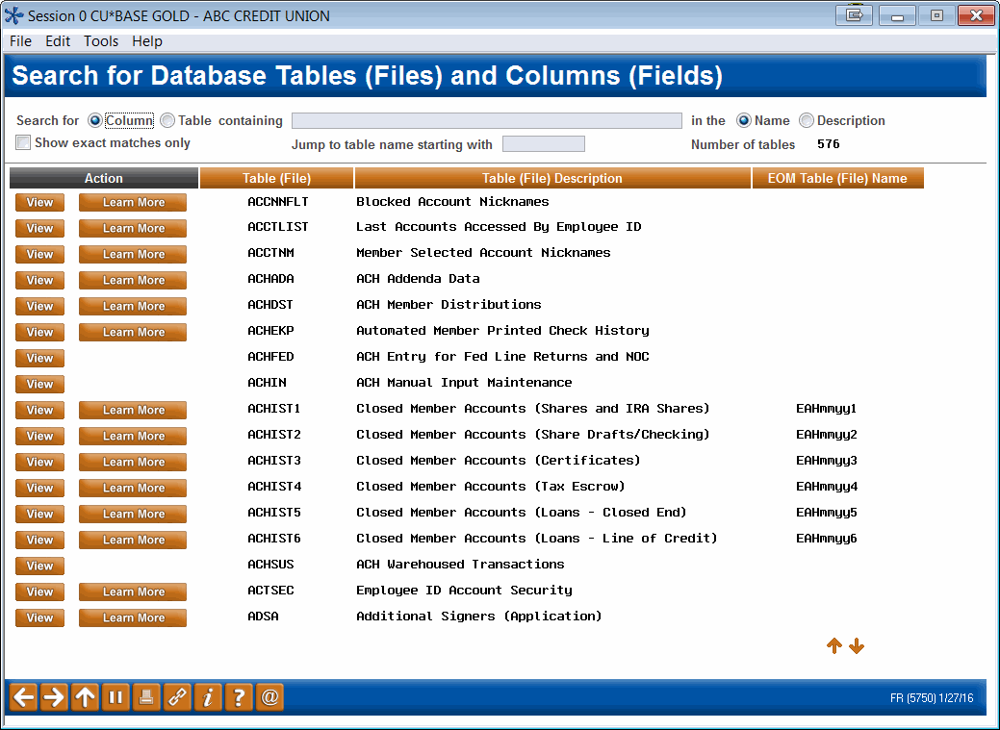 Session 0 CU*BASE GOLD - ABC CREDIT UNION
File Edit Tools Help
Search for Database Tables (Files) and Columns (Fields)
Search for Column Table containing in the Name Description
Show exact matches only Jump to table name starting with Number of tables 576
Action Table (File) Table (File) Description EOM Table (File) Name
View Learn More ACCNNFLT Blocked Account Nicknames
View Learn More ACCTLIST Last Accounts Accessed By Employee ID
View Learn More ACCTNM Member Selected Account Nicknames
View Learn More ACHADA ACH Addenda Data
View Learn More ACHDST ACH Member Distributions
View Learn More ACHEKP Automated Member Printed Check History
View ACHFED ACH Entry for Fed Line Returns and NOC
View ACHIN ACH Manual Input Maintenance
View Learn More ACHIST1 Closed Member Accounts (Shares and IRA Shares) EAHmmyy1
View Learn More ACHIST2 Closed Member Accounts (Share Drafts/Checking) EAHmmyy2
View Learn More ACHIST3 Closed Member Accounts (Certificates) EAHmmyy3
View Learn More ACHIST4 Closed Member Accounts (Tax Escrow) EAHmmyy4
View Learn More ACHIST5 Closed Member Accounts (Loans - Closed End) EAHmmyy5
View Learn More ACHIST6 Closed Member Accounts (Loans - Line of Credit) EAHmmyy6
View ACHSUS ACH Warehoused Transactions
View Learn More ACTSEC Employee ID Account Security
View Learn More ADSA Additional Signers (Application)
FR (5750) 1/27/16